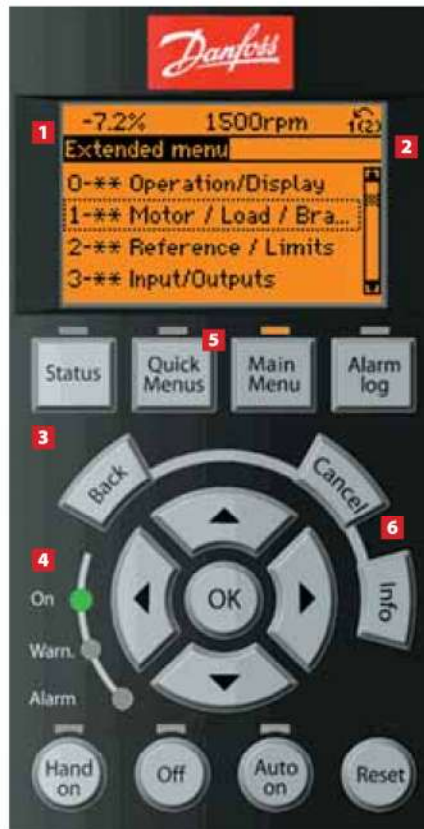 Danfoss
1
-7.2% 1500rpm 1(2)
Extended menu
2
0-** Operation/Display
1-** Motor / Load / Bra...
2-** Reference / Limits
3-** Input/Outputs
5
Status
Quick
Menus
Main
Menu
Alarm
log
3
Back
Cancel
4
6
On
OK
Info
Warn.
Alarm
Hand
on
Off
Auto
on
Reset